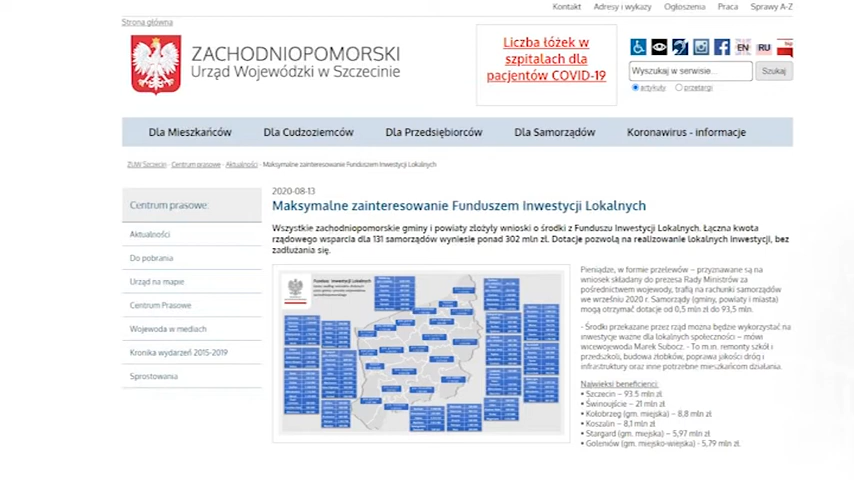 Kontakt Adresy i wykazy Ogłoszenia Praca Sprawy A-Z
Strona główna
ZACHODNIOPOMORSKI
Urząd Wojewódzki w Szczecinie
Liczba łóżek w
szpitalach dla
pacjentów COVID-19
EN RU
Wyszukaj w serwisie... Szukaj
artykuły przetargi
Dla Mieszkańców Dla Cudzoziemców Dla Przedsiębiorców Dla Samorządów Koronawirus - informacje
ZUW Szczecin - Centrum prasowe - Aktualności - Maksymalne zainteresowanie Funduszem Inwestycji Lokalnych
Centrum prasowe:
Aktualności
Do pobrania
Urząd na mapie
Centrum Prasowe
Wojewoda w mediach
Kronika wydarzeń 2015-2019
Sprostowania
2020-08-13
Maksymalne zainteresowanie Funduszem Inwestycji Lokalnych
Wszystkie zachodniopomorskie gminy i powiaty złożyły wnioski o środki z Funduszu Inwestycji Lokalnych. Łączna kwota
rządowego wsparcia dla 131 samorządów wyniesie ponad 302 mln zł. Dotacje pozwolą na realizowanie lokalnych inwestycji, bez
zadłużania się.
Fundusz Inwestycji Lokalnych
Pieniądze, w formie przelewów – przyznawane są na
wniosek składany do prezesa Rady Ministrów za
pośrednictwem wojewody, trafią na rachunki samorządów
we wrześniu 2020 r. Samorządy (gminy, powiaty i miasta)
mogą otrzymać dotacje od 0,5 mln zł do 93,5 mln.
- Środki przekazane przez rząd można będzie wykorzystać na
inwestycje ważne dla lokalnych społeczności – mówi
wicewojewoda Marek Subocz. - To m.in. remonty szkół i
przedszkoli, budowa żłobków, poprawa jakości dróg i
infrastruktury oraz inne potrzebne mieszkańcom działania.
Najwięksi beneficienci:
• Szczecin – 93.5 mln zł
• Świnoujście – 21 mln zł
• Kołobrzeg (gm. miejska) – 8,8 mln zł
• Koszalin – 8,1 mln zł
• Stargard (gm. miejska) – 5,97 mln zł
• Goleniów (gm. miejsko-wiejska) - 5,79 mln zł.